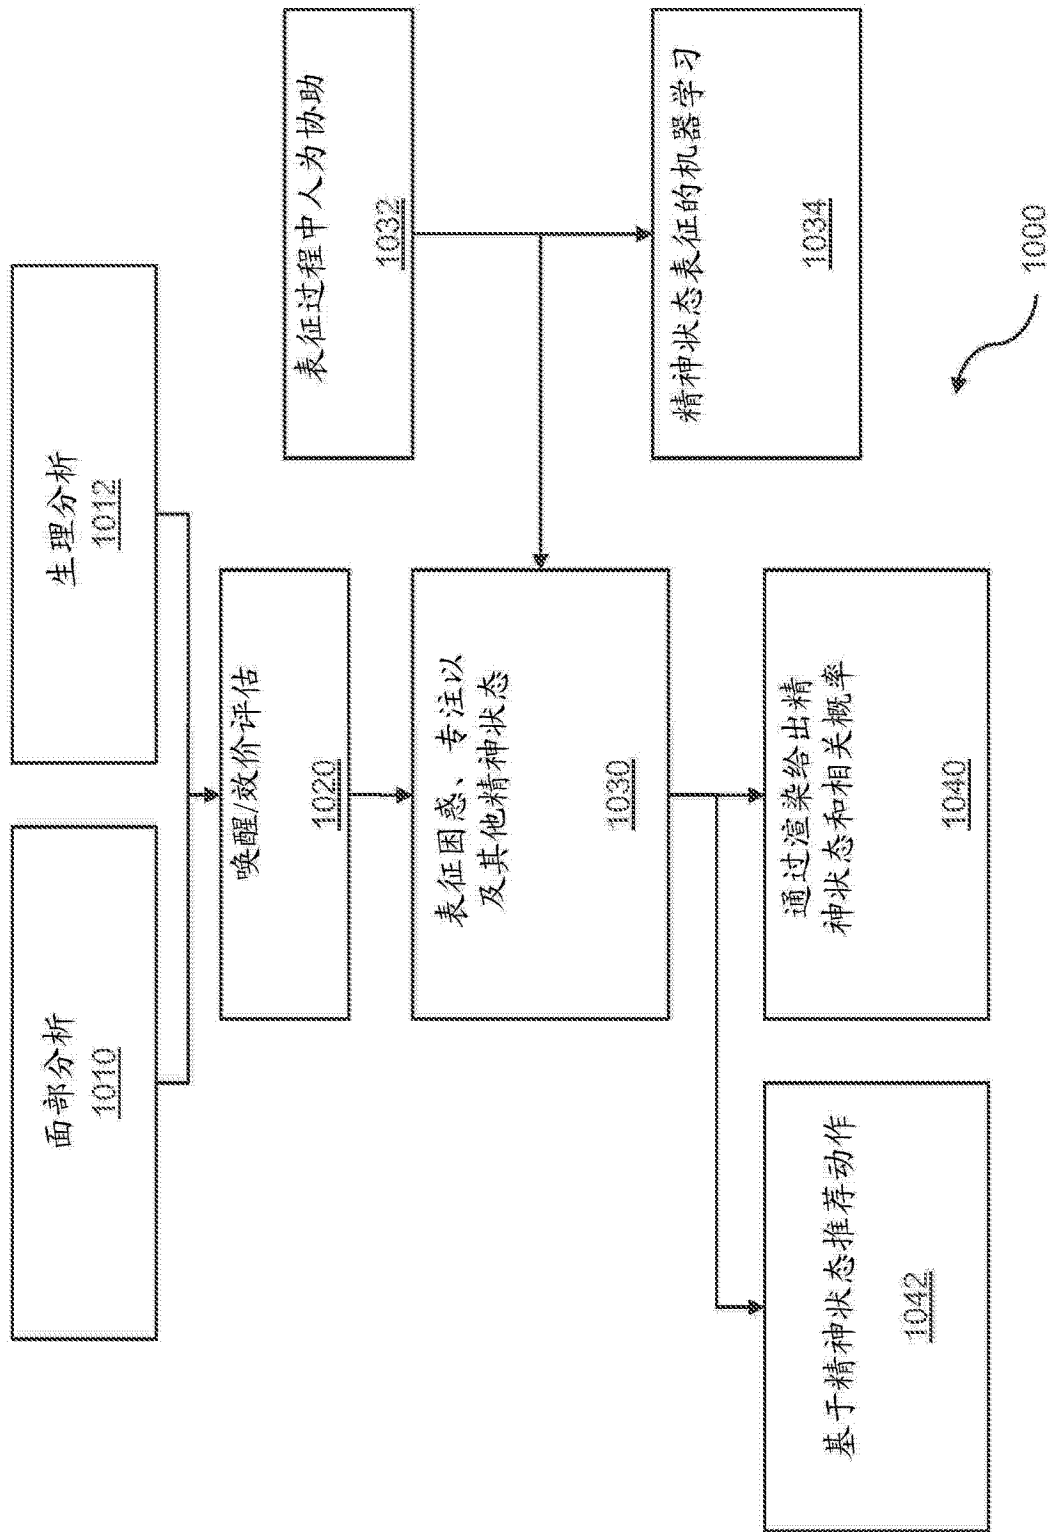 面部分析
1010
生理分析
1012
唤醒/效价评估
1020
表征过程中人为协助
1032
表征困惑、专注以
及其他精神状态
1030
精神状态表征的机器学习
1034
基于精神状态推荐动作
1042
通过渲染给出精
神状态和相关概率
1040
1000